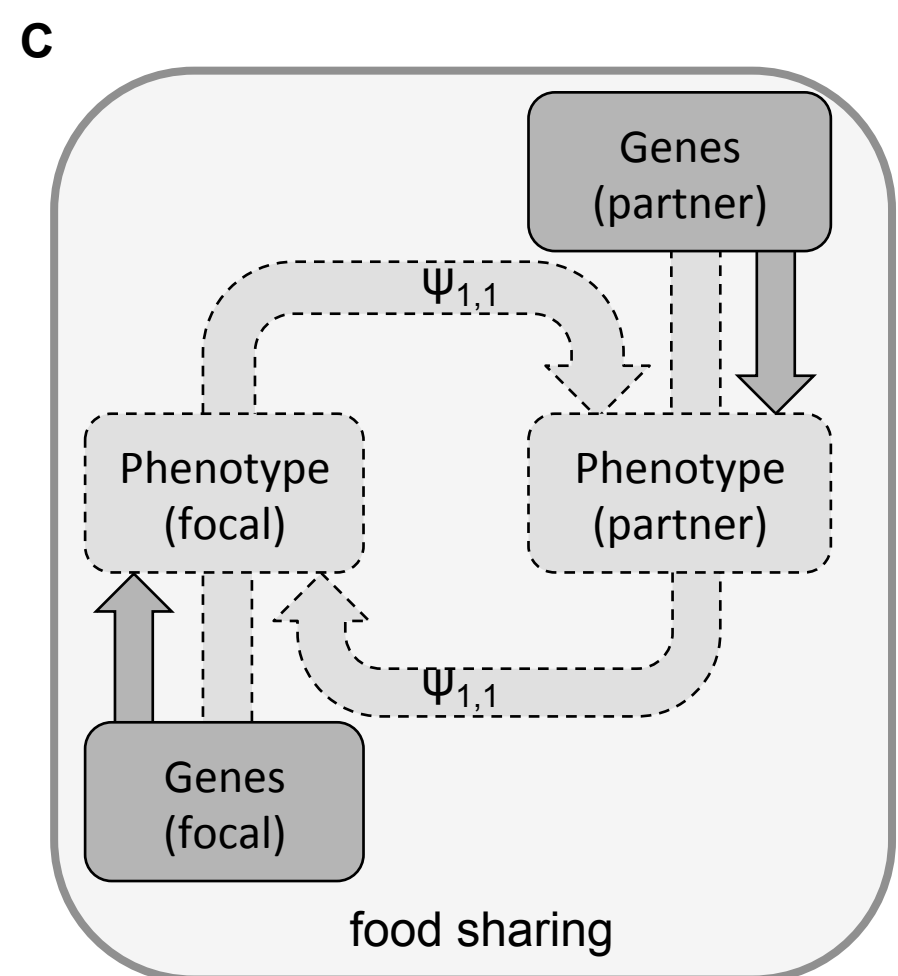 C
Genes
(partner)
Ψ1,1
Phenotype
(focal)
Phenotype
(partner)
Ψ1,1
Genes
(focal)
food sharing